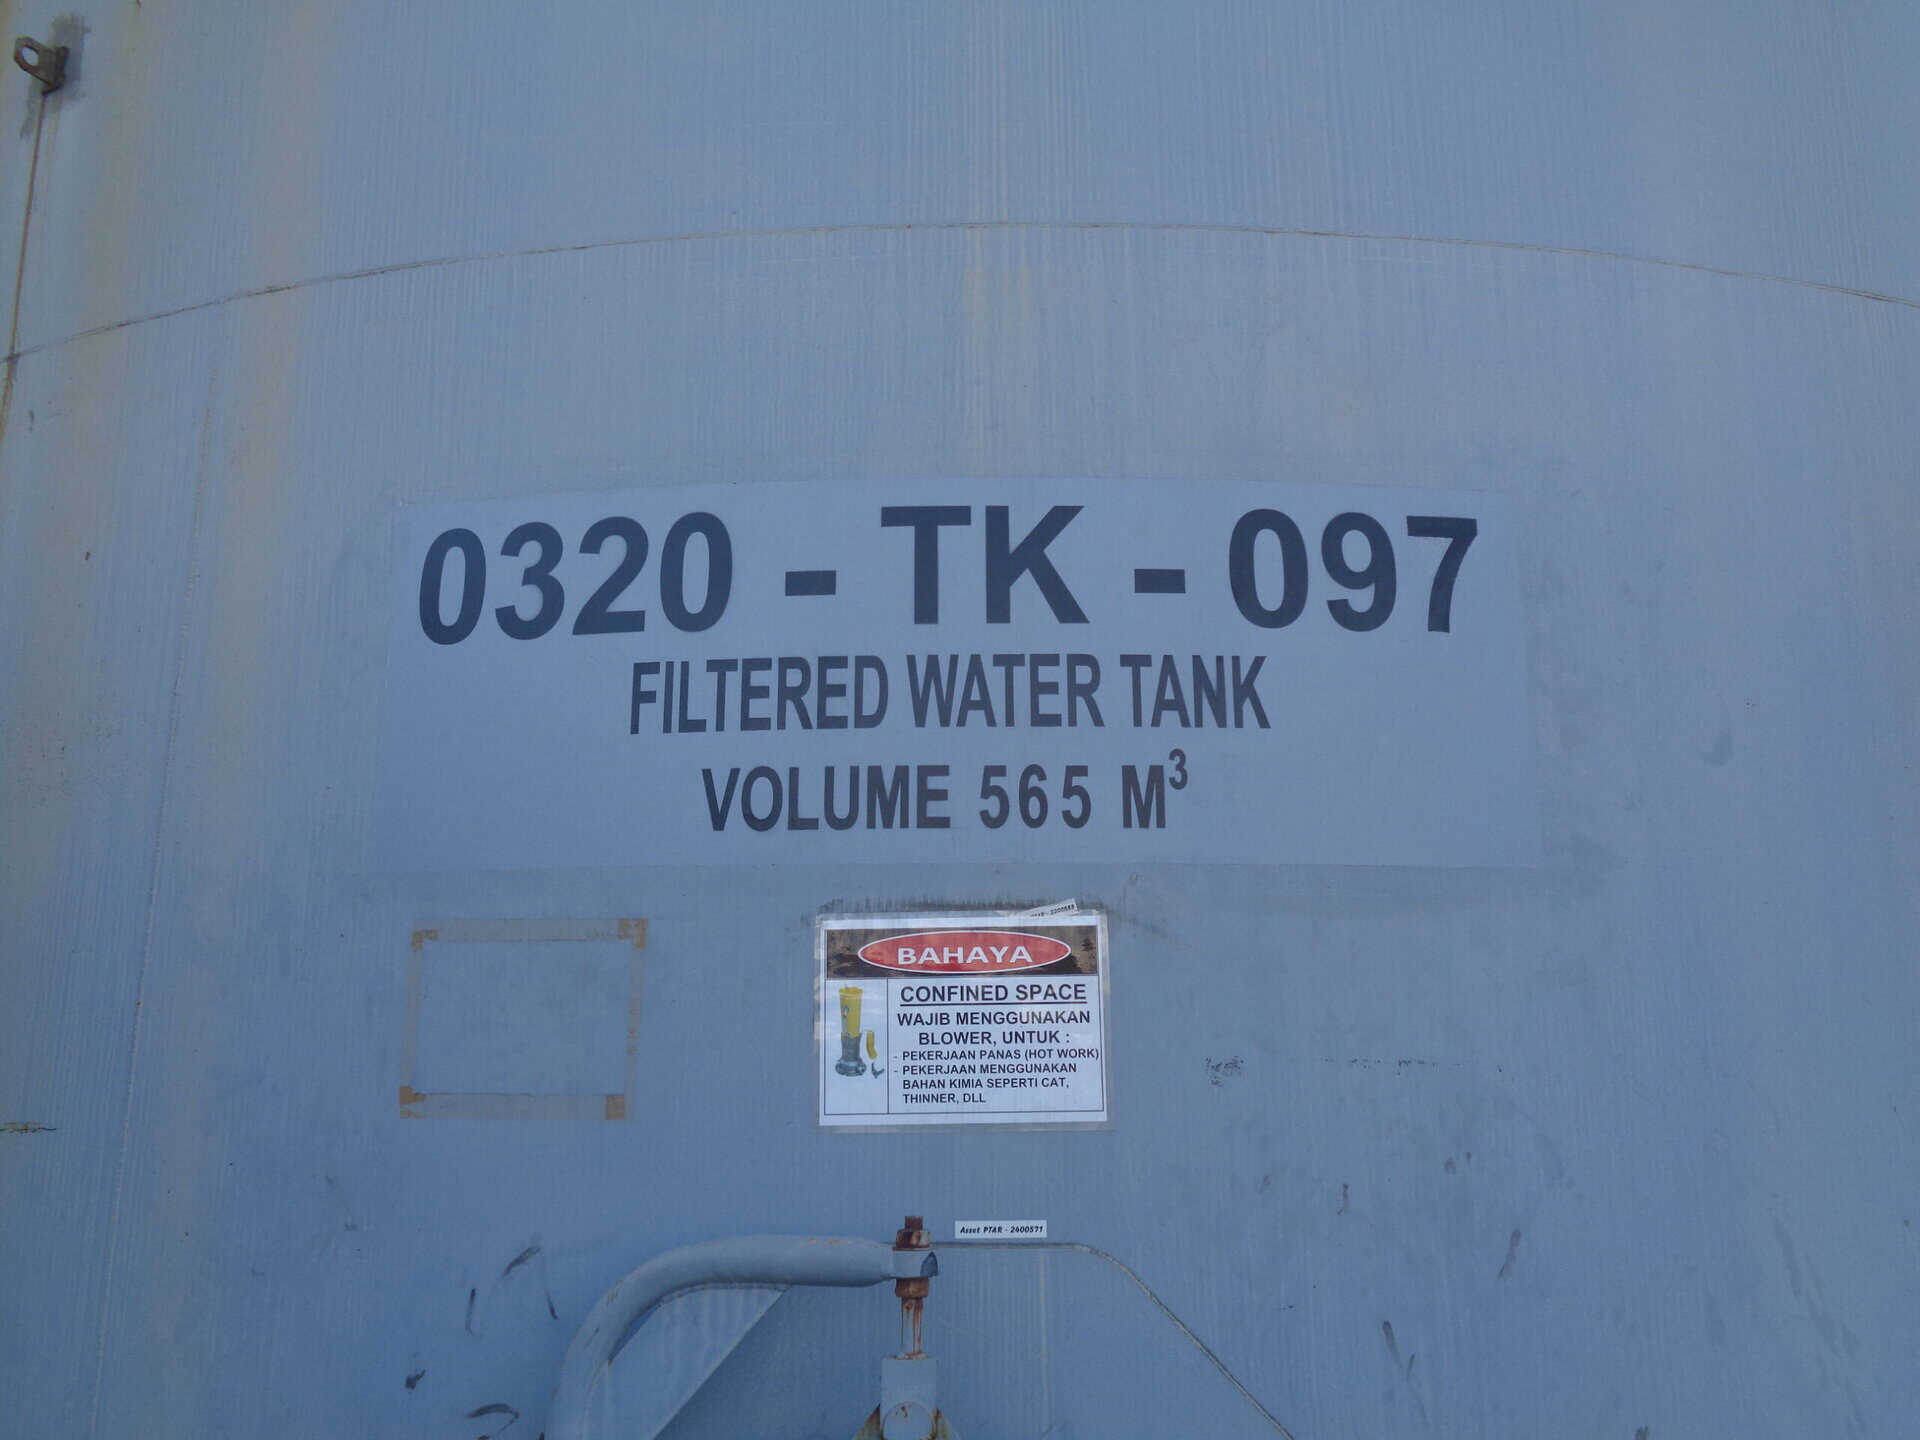 0320 - TK - 097
FILTERED WATER TANK
VOLUME 565 M³
BAHAYA
CONFINED SPACE
WAJIB MENGGUNAKAN
BLOWER, UNTUK :
- PEKERJAAN PANAS (HOT WORK)
- PEKERJAAN MENGGUNAKAN
BAHAN KIMIA SEPERTI CAT,
THINNER, DLL
Asset PTAR - 2400571